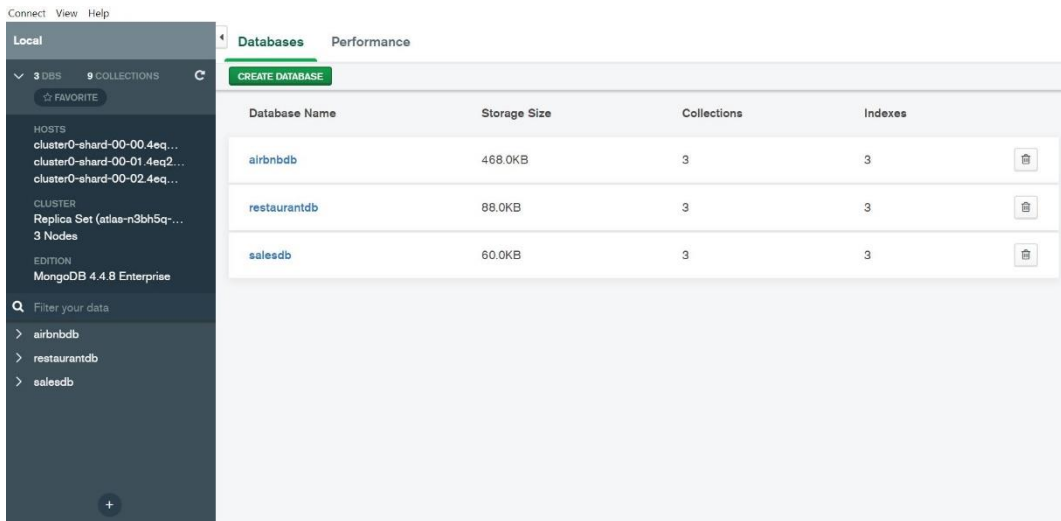 Connect View Help
Local
3 DBS 9 COLLECTIONS
FAVORITE
HOSTS
cluster0-shard-00-00.4eq...
cluster0-shard-00-01.4eq2...
cluster0-shard-00-02.4eq...
CLUSTER
Replica Set (atlas-n3bh5q-...
3 Nodes
EDITION
MongoDB 4.4.8 Enterprise
Filter your data
airbnbdb
restaurantdb
salesdb
Databases Performance
CREATE DATABASE
Database Name Storage Size Collections Indexes
airbnbdb 468.0KB 3 3
restaurantdb 88.0KB 3 3
salesdb 60.0KB 3 3